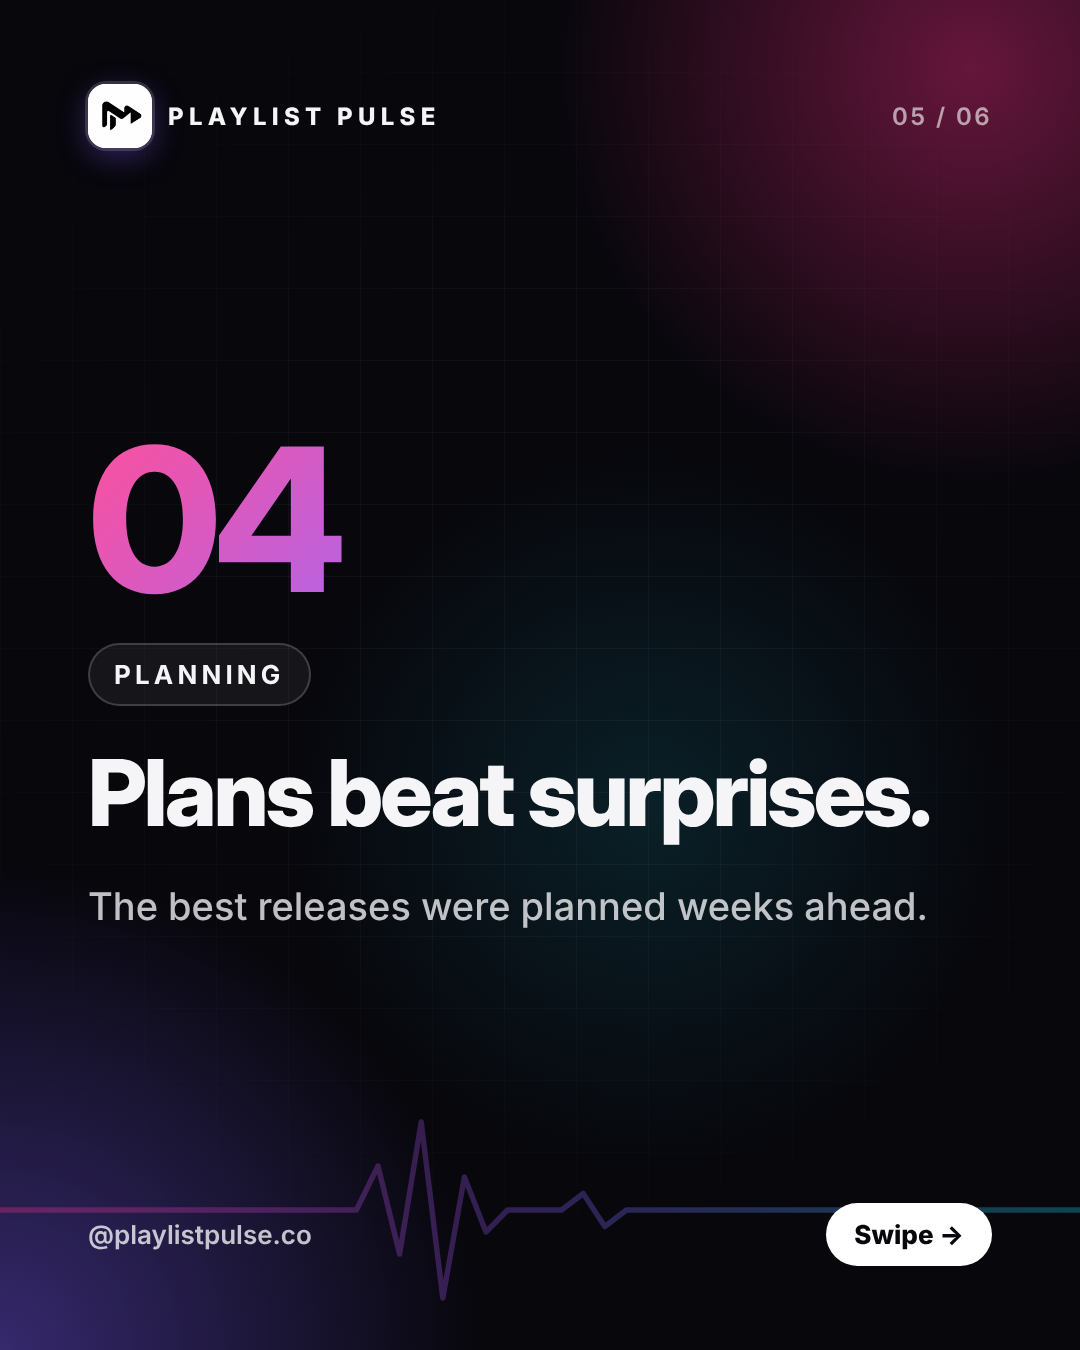 PLAYLIST PULSE
05 / 06
04
PLANNING
Plans beat surprises.
The best releases were planned weeks ahead.
@playlistpulse.co
Swipe →